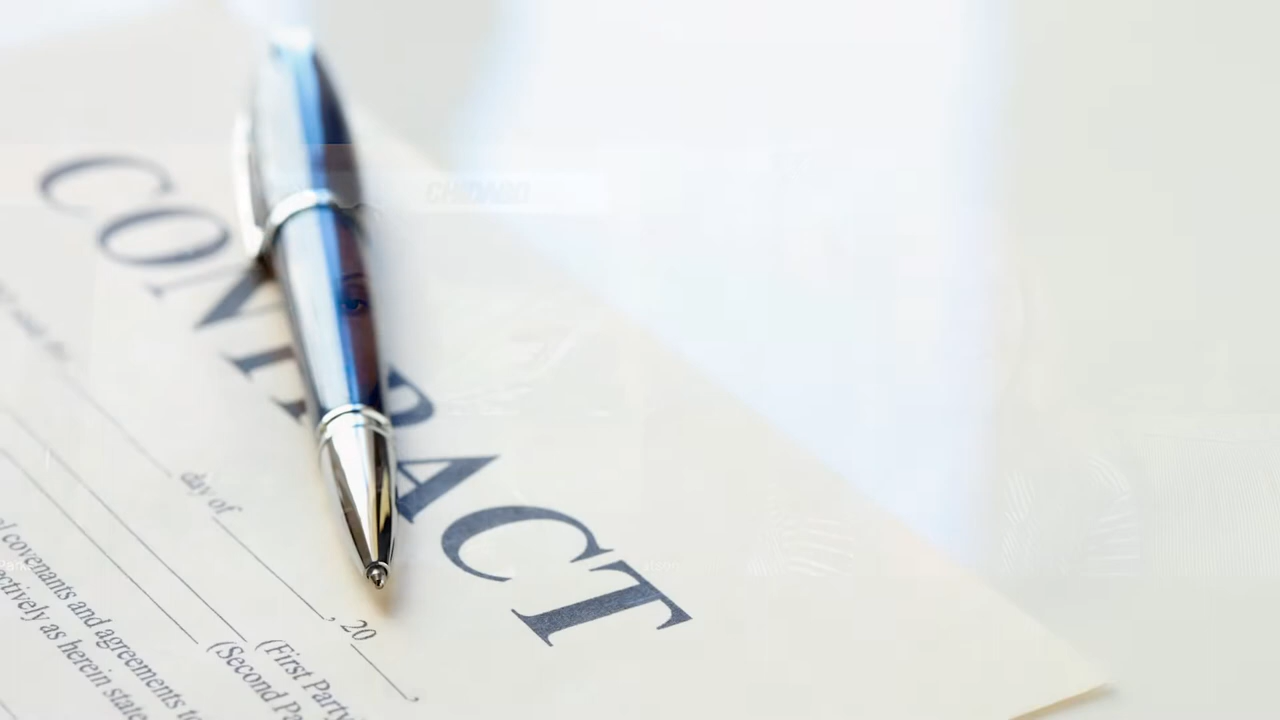 CONTRACT
day of
, 20
(First Party
(Second Pa
covenants and agreements to
ectively as herein state